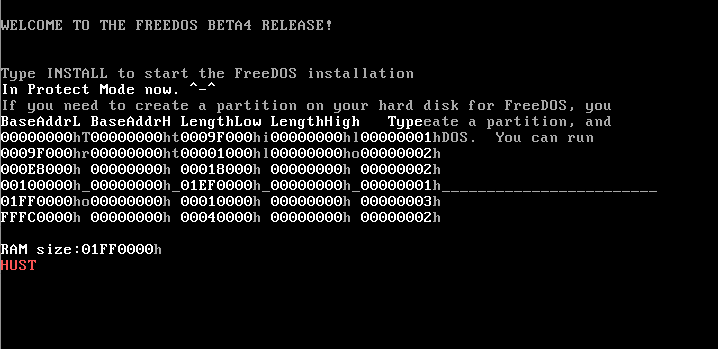 WELCOME TO THE FREEDOS BETA4 RELEASE!
Type INSTALL to start the FreeDOS installation
In Protect Mode now. ^-^
If you need to create a partition on your hard disk for FreeDOS, you
BaseAddrL BaseAddrH LengthLow LengthHigh   Typeeate a partition, and
00000000hT00000000ht0009F000hi00000000hl00000001hDOS.  You can run
0009F000hr00000000ht00001000hl00000000ho00000002h
000E8000h 00000000h 00018000h 00000000h 00000002h
00100000h_00000000h_01EF0000h_00000000h_00000001h________________________
01FF0000ho00000000h 00010000h 00000000h 00000003h
FFFC0000h 00000000h 00040000h 00000000h 00000002h
RAM size:01FF0000h
HUST